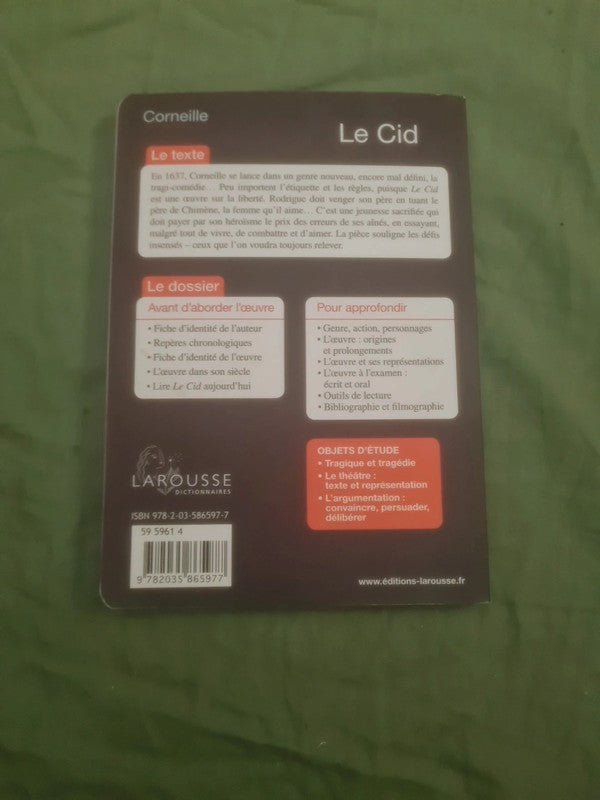 Corneille
Le Cid
Le texte
En 1637, Corneille se lance dans un genre nouveau, encore mal défini, la
tragi-comédie… Peu importent l'étiquette et les règles, puisque Le Cid
est une œuvre sur la liberté. Rodrigue doit venger son père en tuant le
père de Chimène, la femme qu'il aime… C'est une jeunesse sacrifiée qui
doit payer par son héroïsme le prix des erreurs de ses aînés, en essayant,
malgré tout de vivre, de combattre et d'aimer. La pièce souligne les défis
insensés – ceux que l'on voudra toujours relever.
Le dossier
Avant d'aborder l'œuvre
• Fiche d'identité de l'auteur
• Repères chronologiques
• Fiche d'identité de l'œuvre
• L'œuvre dans son siècle
• Lire Le Cid aujourd'hui
Pour approfondir
• Genre, action, personnages
• L'œuvre : origines
et prolongements
• L'œuvre et ses représentations
• L'œuvre à l'examen :
écrit et oral
• Outils de lecture
• Bibliographie et filmographie
OBJETS D'ÉTUDE
• Tragique et tragédie
• Le théâtre :
texte et représentation
• L'argumentation :
convaincre, persuader,
délibérer
LAROUSSE
DICTIONNAIRES
ISBN 978-2-03-586597-7
59 5961 4
9 782035 865977
www.éditions-larousse.fr